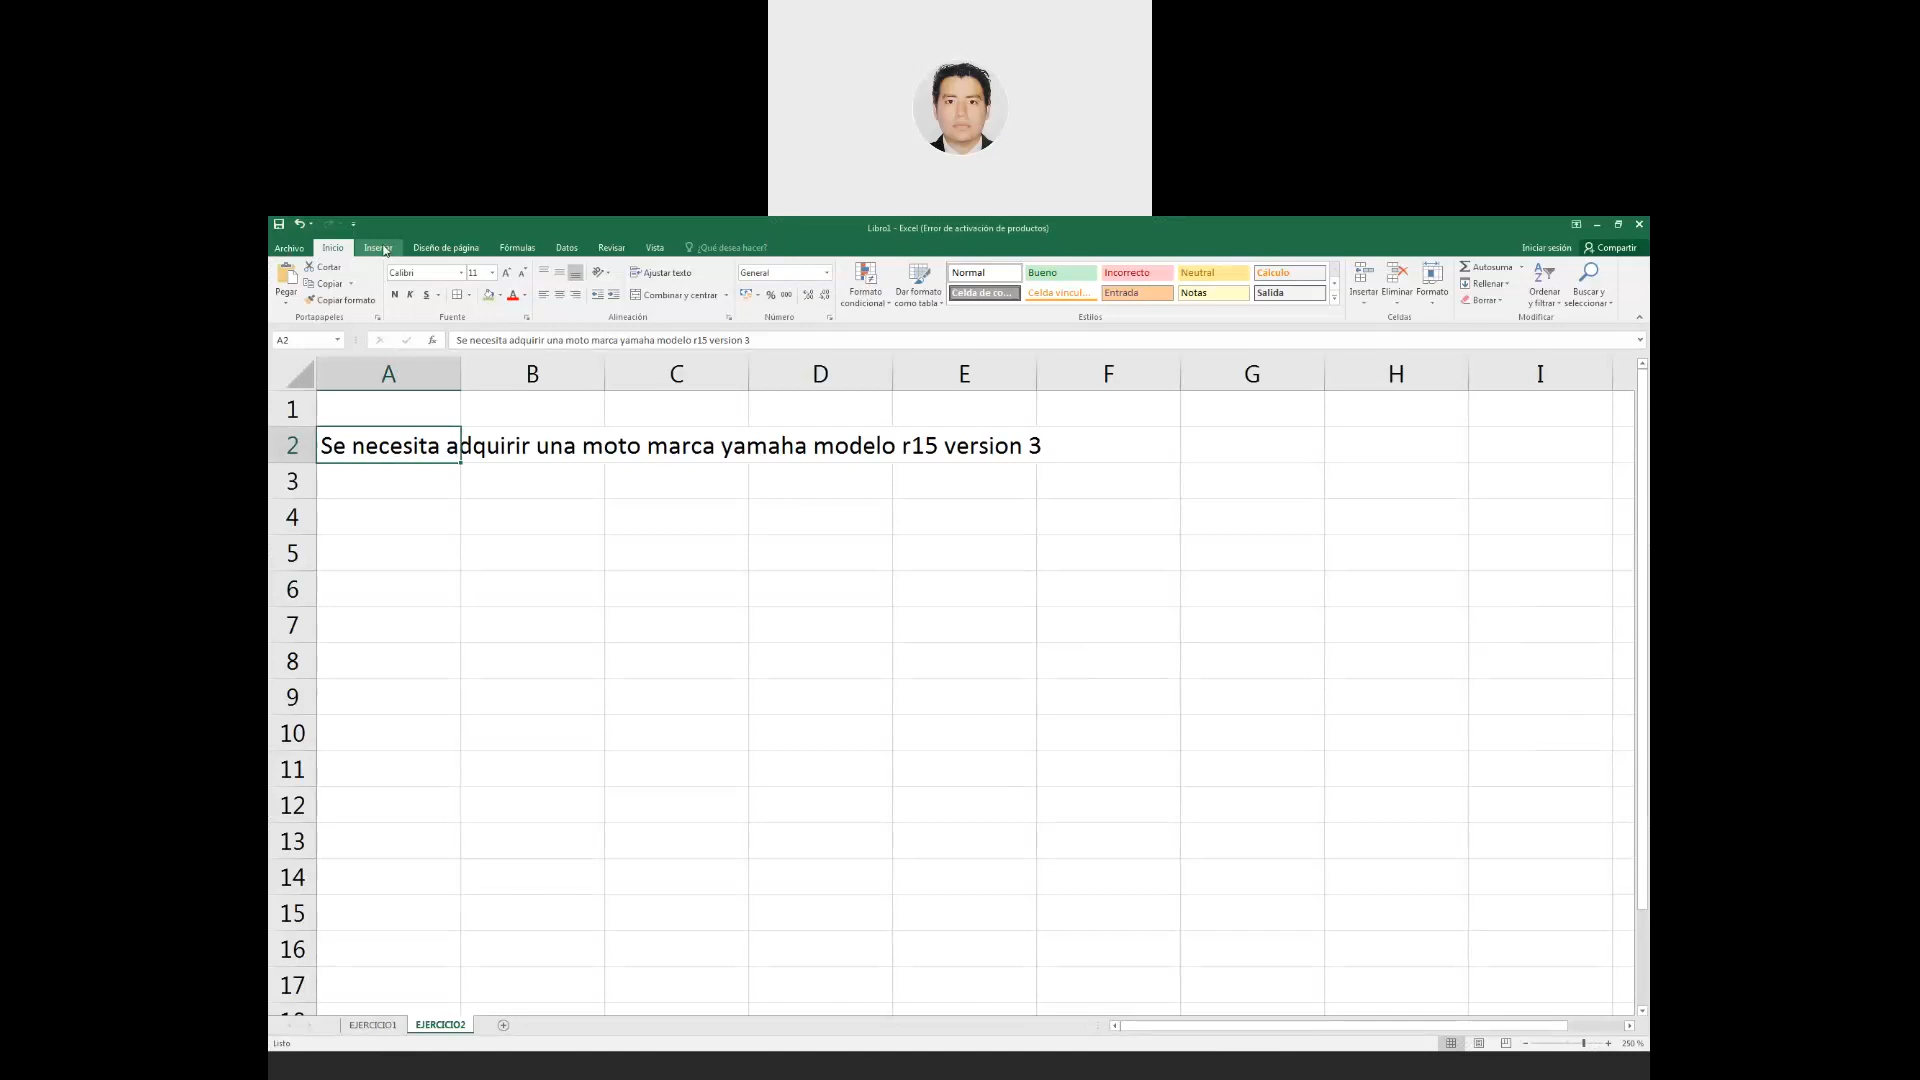 Libro1 - Excel (Error de activación de productos)
Archivo Inicio Insertar Diseño de página Fórmulas Datos Revisar Vista ¿Qué desea hacer? Iniciar sesión Compartir
Pegar Cortar Copiar Copiar formato
Portapapeles
Calibri 11
N K S
Fuente
Ajustar texto
Combinar y centrar
Alineación
General
% 000
Número
Formato condicional Dar formato como tabla
Normal Bueno Incorrecto Neutral Cálculo
Celda de co... Celda vincul... Entrada Notas Salida
Estilos
Insertar Eliminar Formato
Celdas
Autosuma
Rellenar
Borrar
Ordenar y filtrar Buscar y seleccionar
Modificar
A2 fx Se necesita adquirir una moto marca yamaha modelo r15 version 3
A B C D E F G H I
1
2 Se necesita adquirir una moto marca yamaha modelo r15 version 3
3
4
5
6
7
8
9
10
11
12
13
14
15
16
17
EJERCICIO1 EJERCICIO2
Listo 250 %